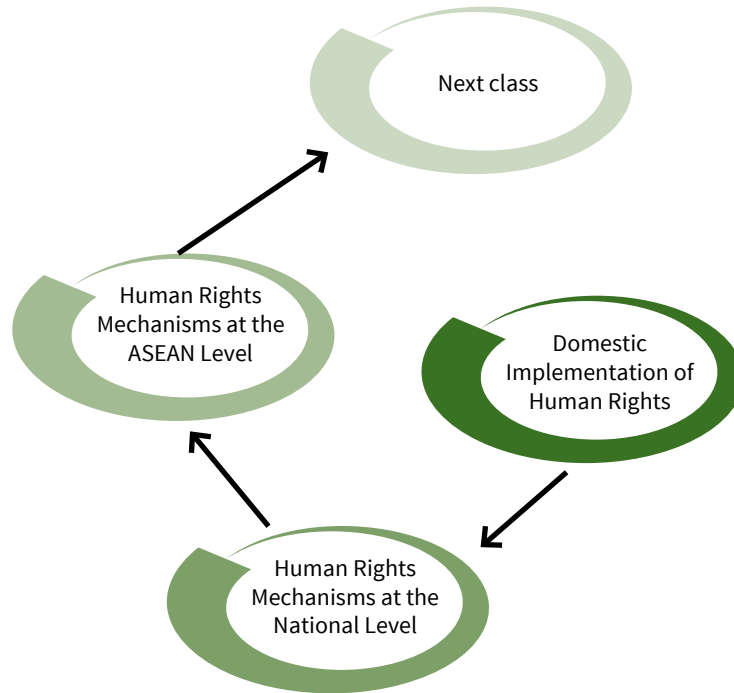 Next class
Human Rights
Mechanisms at the
ASEAN Level
Domestic
Implementation of
Human Rights
Human Rights
Mechanisms at the
National Level